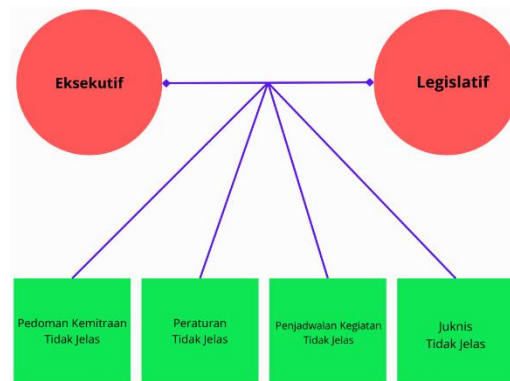 Eksekutif
Legislatif
Pedoman Kemitraan
Tidak Jelas
Peraturan
Tidak Jelas
Penjadwalan Kegiatan
Tidak Jelas
Juknis
Tidak Jelas